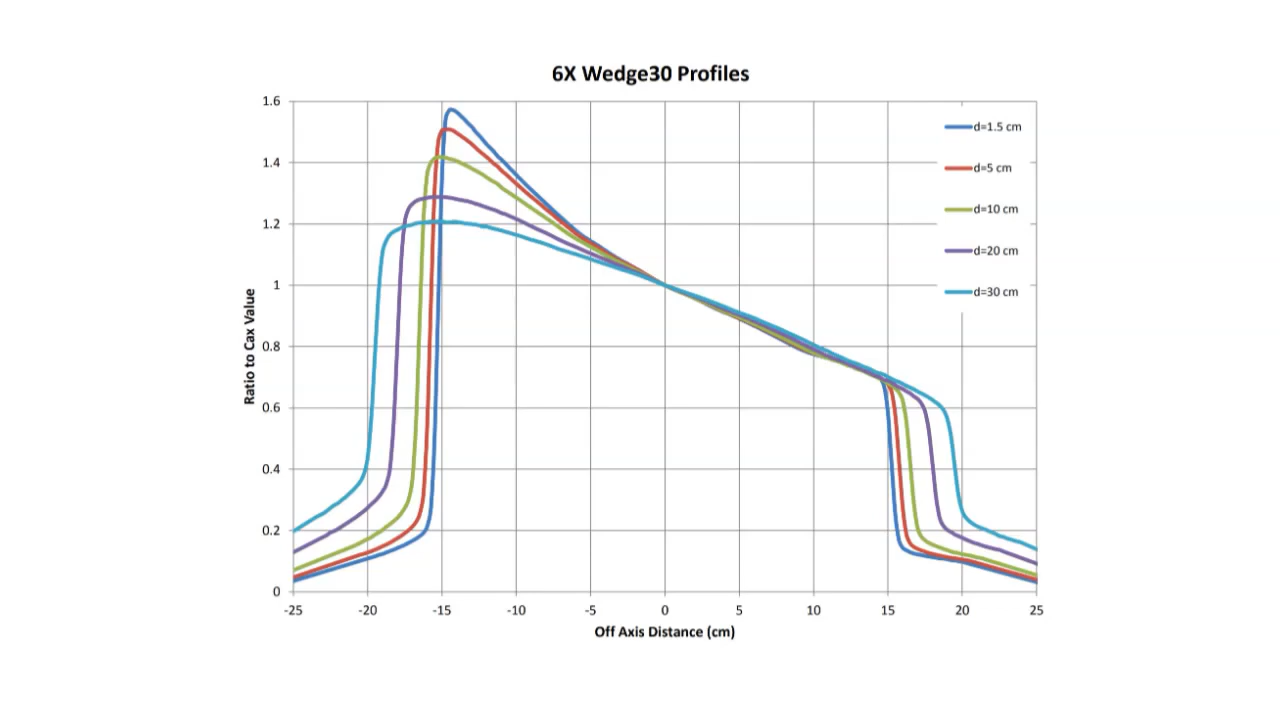 6X Wedge30 Profiles
1.6
1.4
1.2
1
0.8
0.6
0.4
0.2
0
Ratio to Cax Value
-25 -20 -15 -10 -5 0 5 10 15 20 25
Off Axis Distance (cm)
d=1.5 cm
d=5 cm
d=10 cm
d=20 cm
d=30 cm